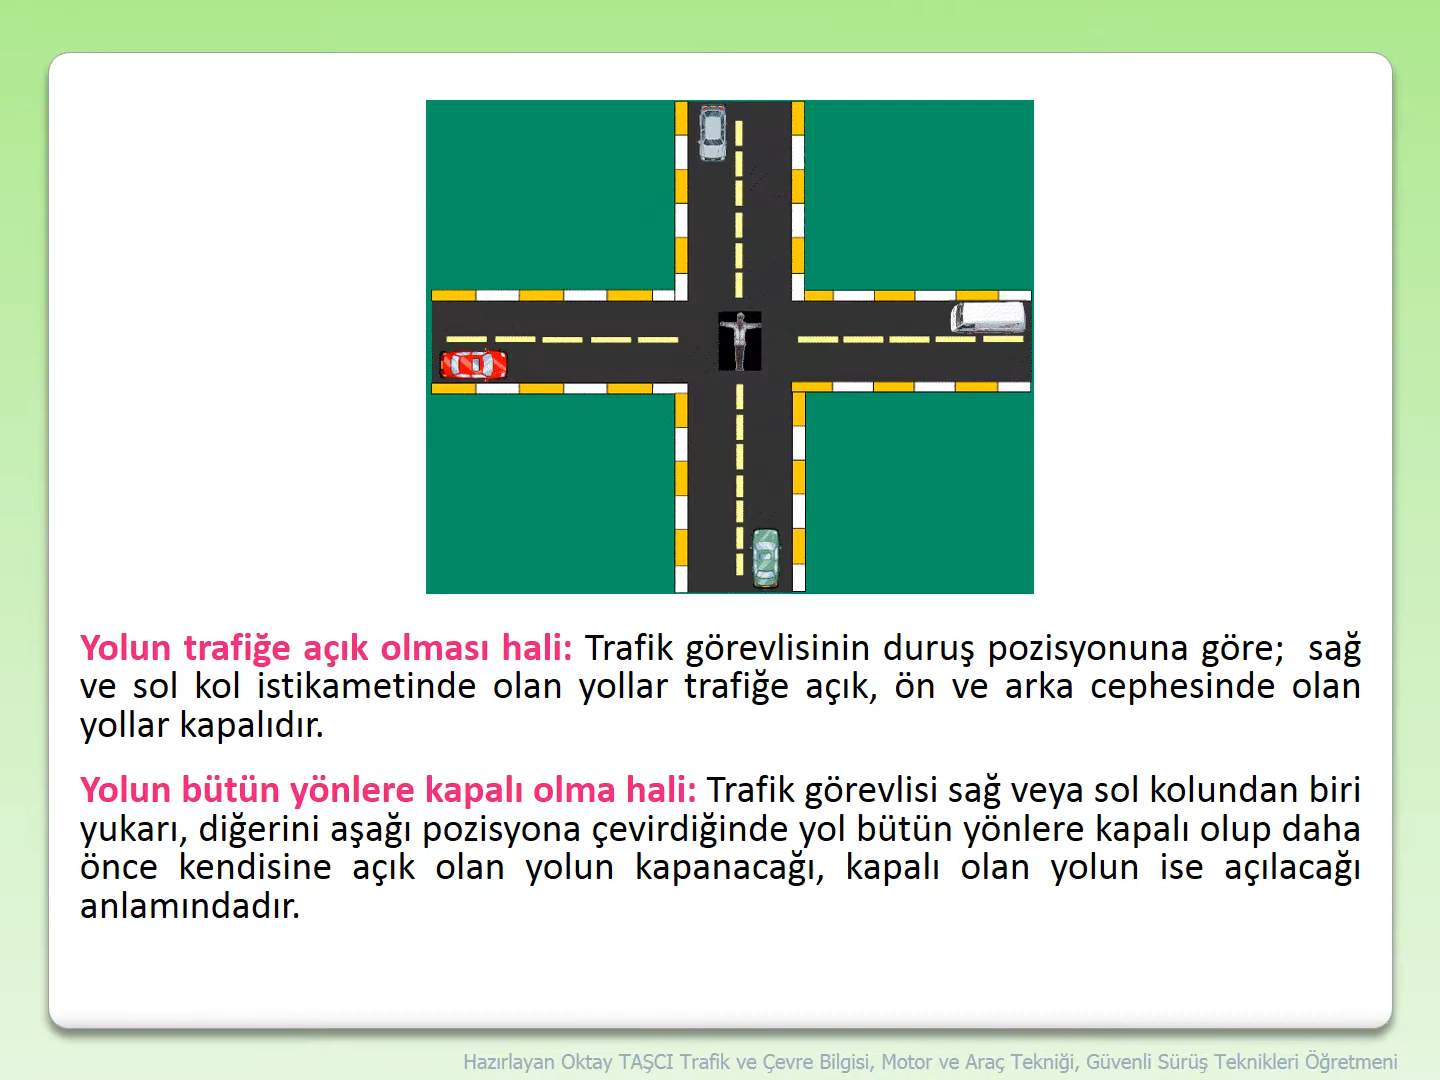 Yolun trafiğe açık olması hali: Trafik görevlisinin duruş pozisyonuna göre; sağ
ve sol kol istikametinde olan yollar trafiğe açık, ön ve arka cephesinde olan
yollar kapalıdır.
Yolun bütün yönlere kapalı olma hali: Trafik görevlisi sağ veya sol kolundan biri
yukarı, diğerini aşağı pozisyona çevirdiğinde yol bütün yönlere kapalı olup daha
önce kendisine açık olan yolun kapanacağı, kapalı olan yolun ise açılacağı
anlamındadır.
Hazırlayan Oktay TAŞCI Trafik ve Çevre Bilgisi, Motor ve Araç Tekniği, Güvenli Sürüş Teknikleri Öğretmeni